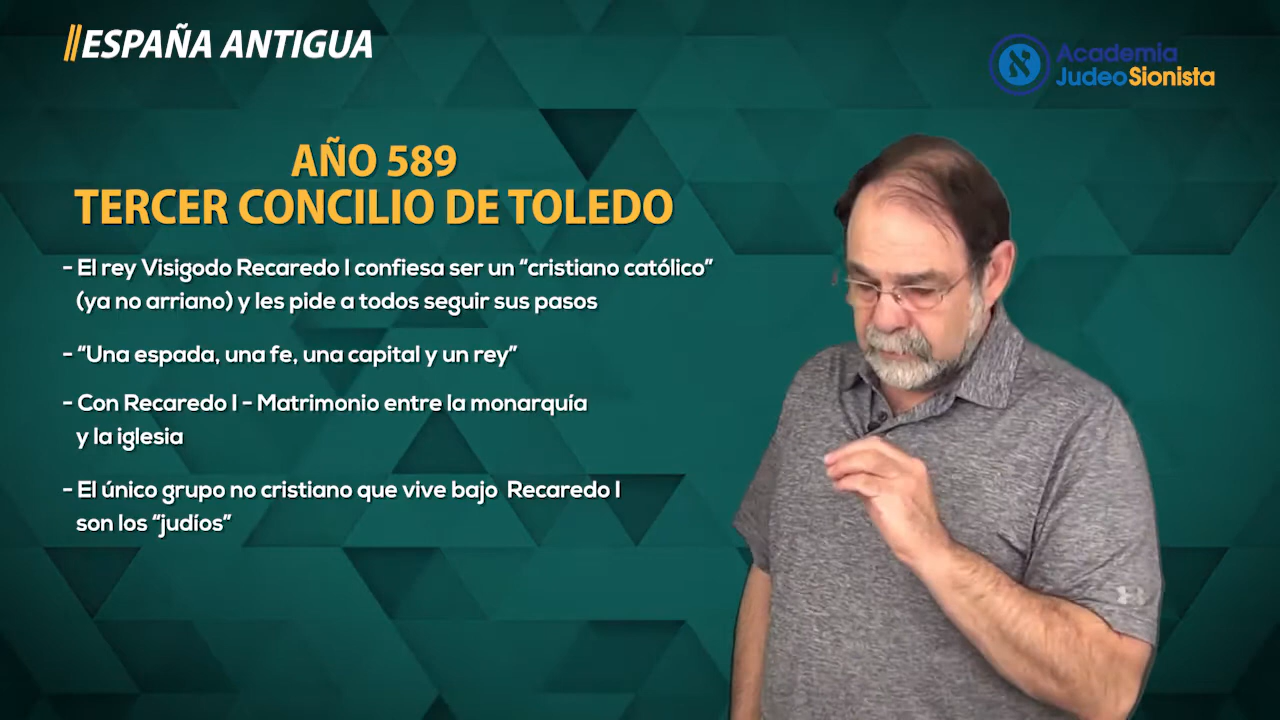 //ESPAÑA ANTIGUA
Academia
JudeoSionista
AÑO 589
TERCER CONCILIO DE TOLEDO
- El rey Visigodo Recaredo I confiesa ser un “cristiano católico”
(ya no arriano) y les pide a todos seguir sus pasos
- “Una espada, una fe, una capital y un rey”
- Con Recaredo I - Matrimonio entre la monarquía
y la iglesia
- El único grupo no cristiano que vive bajo Recaredo I
son los “judíos”